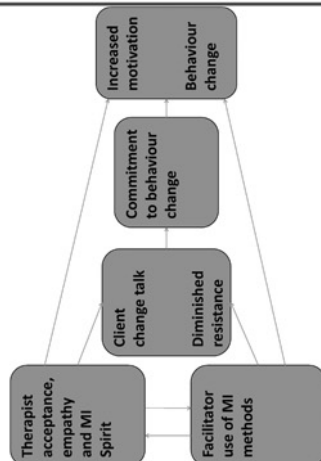 Therapist
acceptance,
empathy
and MI
Spirit
Facilitator
use of MI
methods
Client
change talk
Diminished
resistance
Commitment
to behaviour
change
Increased
motivation
Behaviour
change